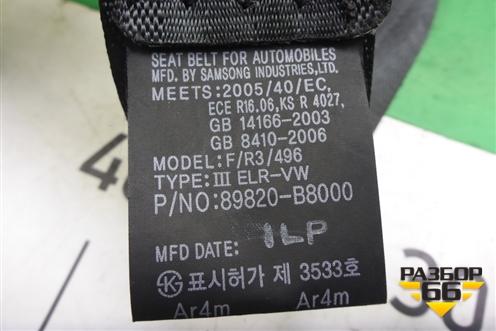 SEAT BELT FOR AUTOMOBILES
MFD. BY SAMSONG INDUSTRIES,LTD.
MEETS:2005/40/EC,
ECE R16.06,KS R 4027,
GB 14166-2003
GB 8410-2006
MODEL:F/R3/496
TYPE:Ⅲ ELR-VW
P/NO:89820-B8000
MFD DATE: 1LP
표시허가 제 3533호
Ar4m Ar4m
РАЗБОР
66